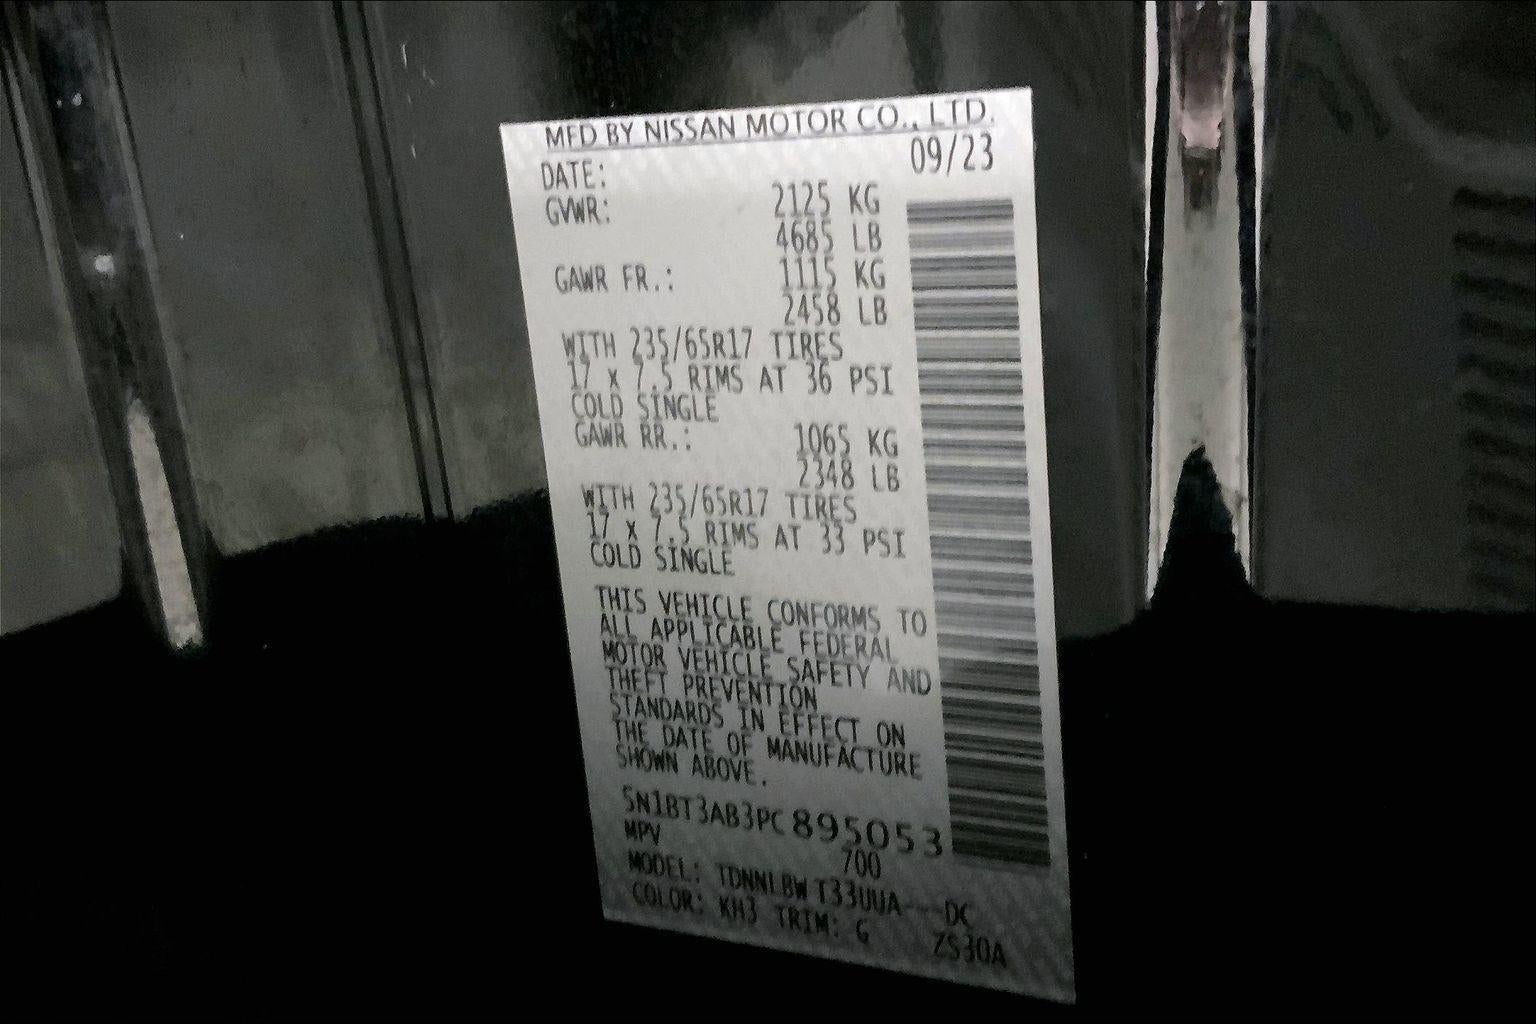 MFD BY NISSAN MOTOR CO., LTD.
DATE: 09/23
GVWR: 2125 KG
4685 LB
GAWR FR.: 1115 KG
2458 LB
WITH 235/65R17 TIRES
17 x 7.5 RIMS AT 36 PSI
COLD SINGLE
GAWR RR.: 1065 KG
2348 LB
WITH 235/65R17 TIRES
17 x 7.5 RIMS AT 33 PSI
COLD SINGLE
THIS VEHICLE CONFORMS TO
ALL APPLICABLE FEDERAL
MOTOR VEHICLE SAFETY AND
THEFT PREVENTION
STANDARDS IN EFFECT ON
THE DATE OF MANUFACTURE
SHOWN ABOVE.
5N1BT3AB3PC895053
MPV 700
MODEL: TDNNLBW T33UUA---DC
COLOR: KH3 TRIM: G ZS30A